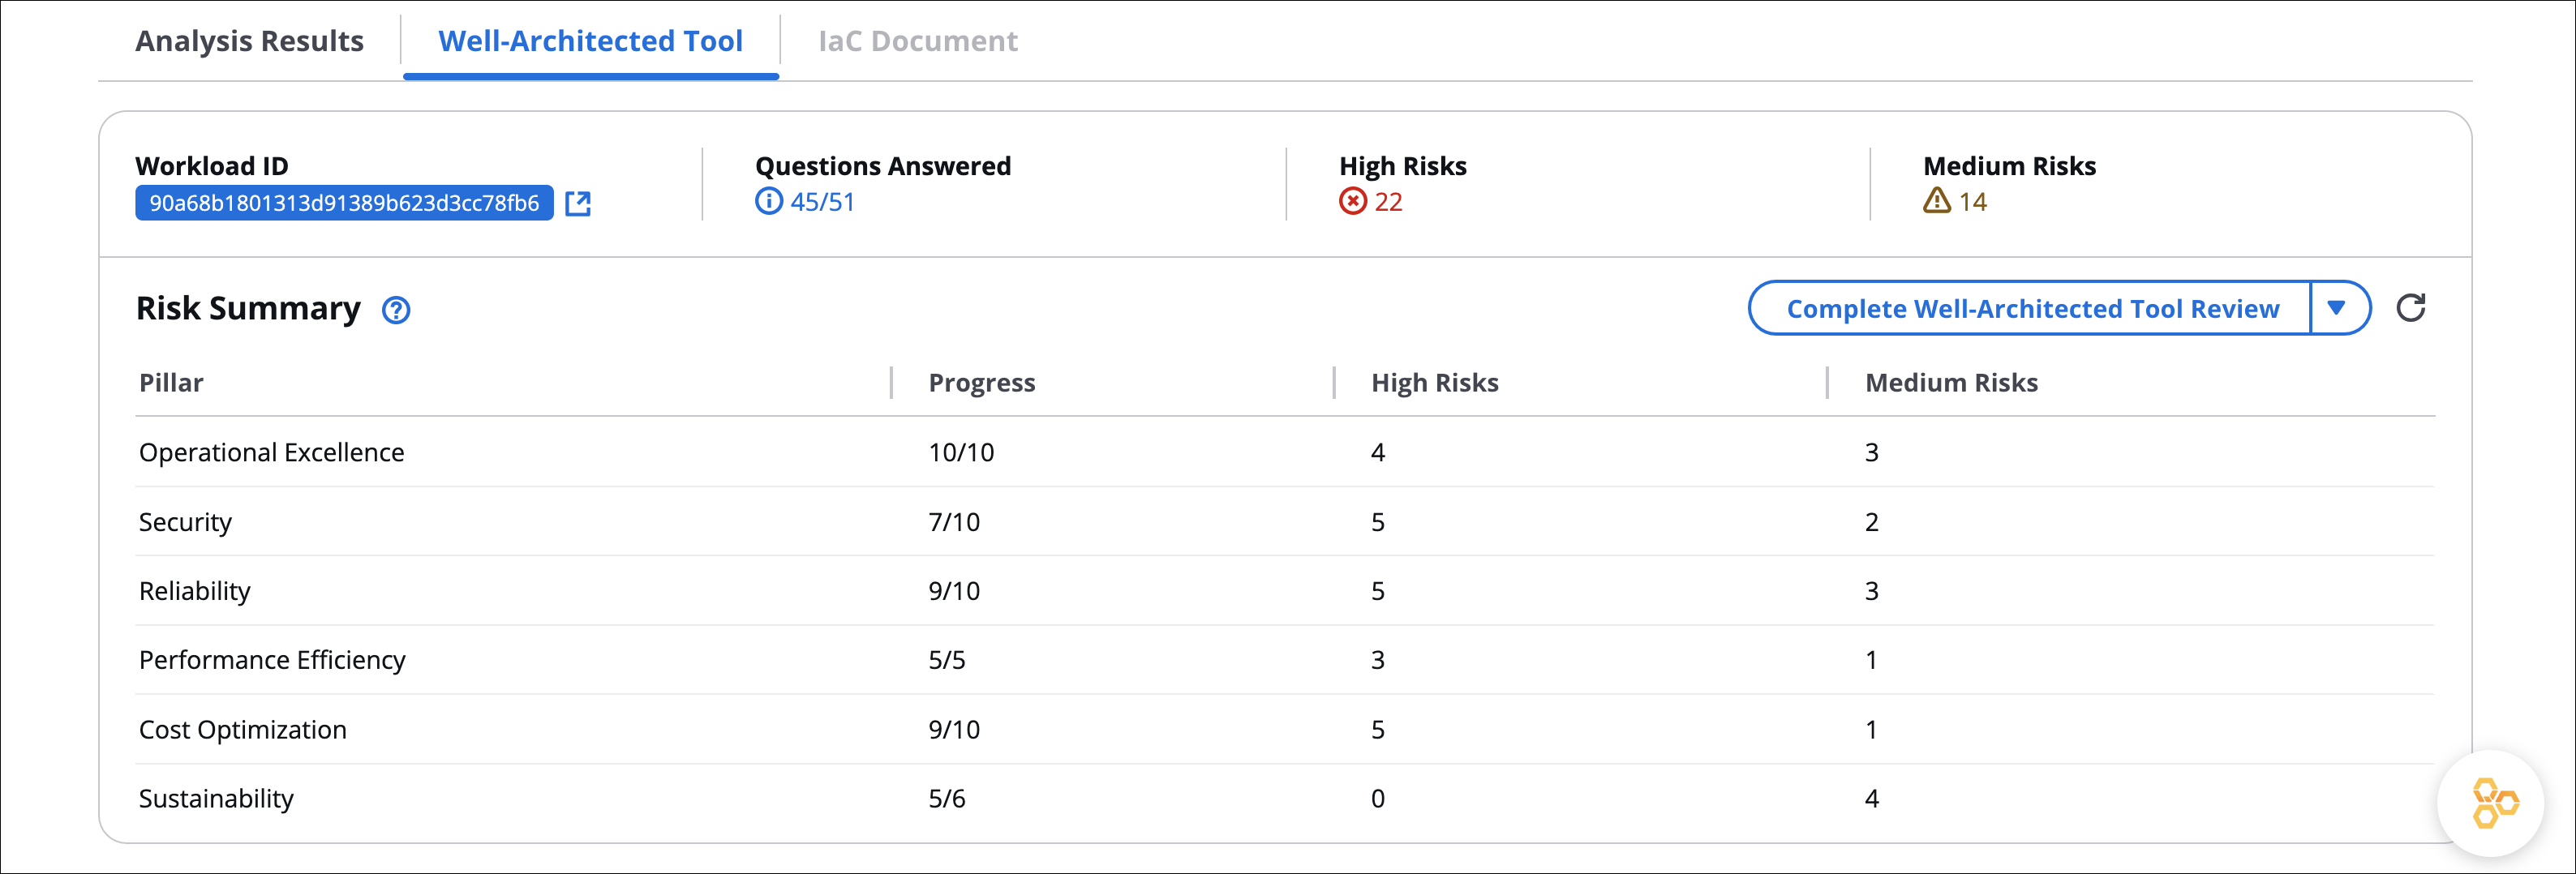 Analysis Results Well-Architected Tool IaC Document
Workload ID Questions Answered High Risks Medium Risks
90a68b1801313d91389b623d3cc78fb6 45/51 22 14
Risk Summary Complete Well-Architected Tool Review
Pillar Progress High Risks Medium Risks
Operational Excellence 10/10 4 3
Security 7/10 5 2
Reliability 9/10 5 3
Performance Efficiency 5/5 3 1
Cost Optimization 9/10 5 1
Sustainability 5/6 0 4